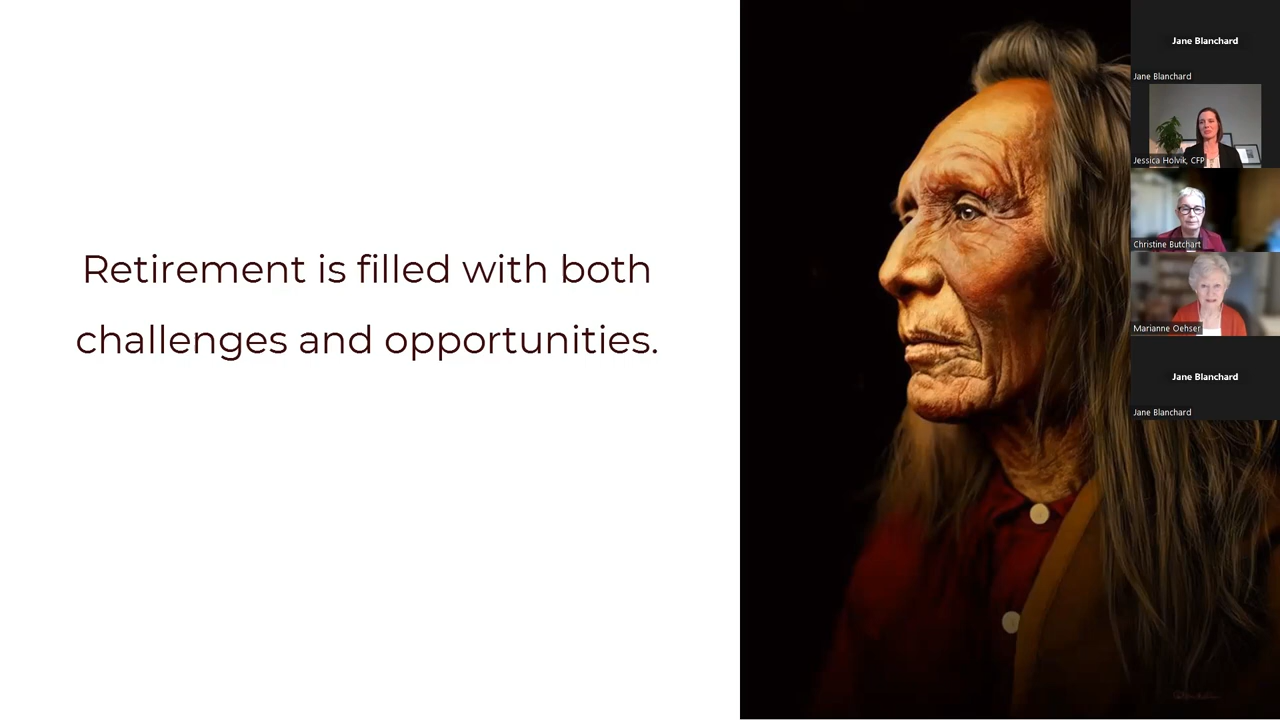 Retirement is filled with both
challenges and opportunities.
Jane Blanchard
Jane Blanchard
Jessica Holvik, CFP
Christine Butchart
Marianne Oehser
Jane Blanchard
Jane Blanchard